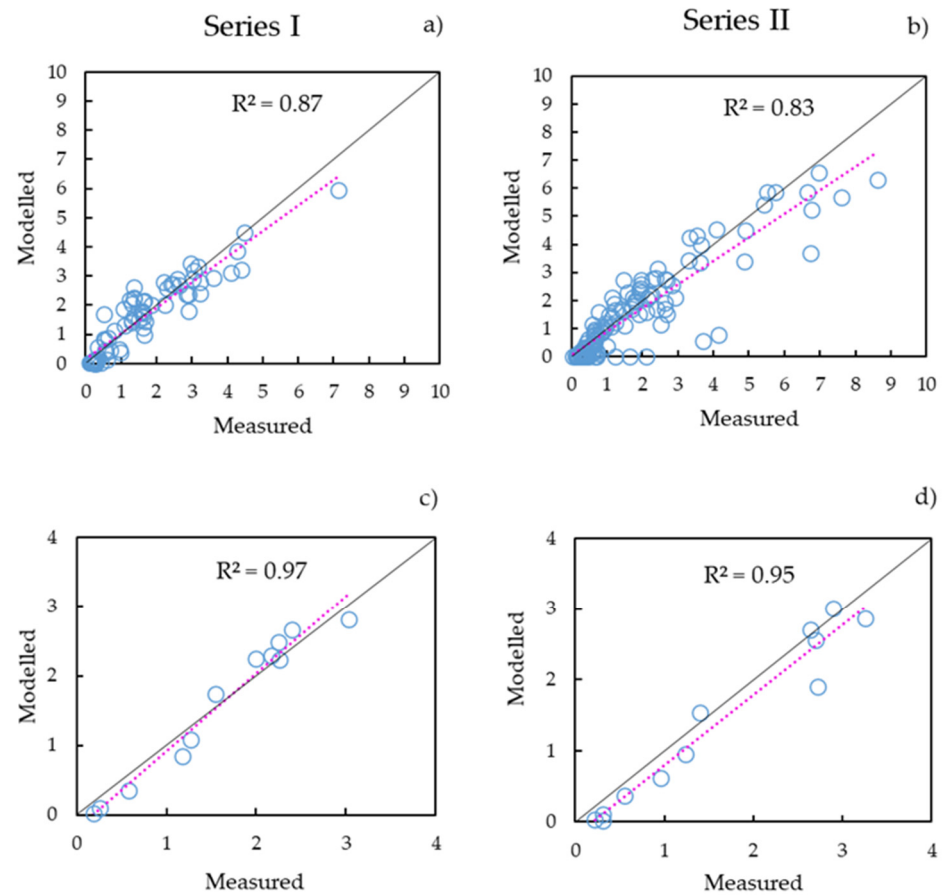 Series I
a)
Series II
b)
R² = 0.87
10
9
8
7
6
5
4
3
2
1
0
Modelled
0 1 2 3 4 5 6 7 8 9 10
Measured
R² = 0.83
10
9
8
7
6
5
4
3
2
1
0
Modelled
0 1 2 3 4 5 6 7 8 9 10
Measured
c)
R² = 0.97
4
3
2
1
0
Modelled
0 1 2 3 4
Measured
d)
R² = 0.95
4
3
2
1
0
Modelled
0 1 2 3 4
Measured